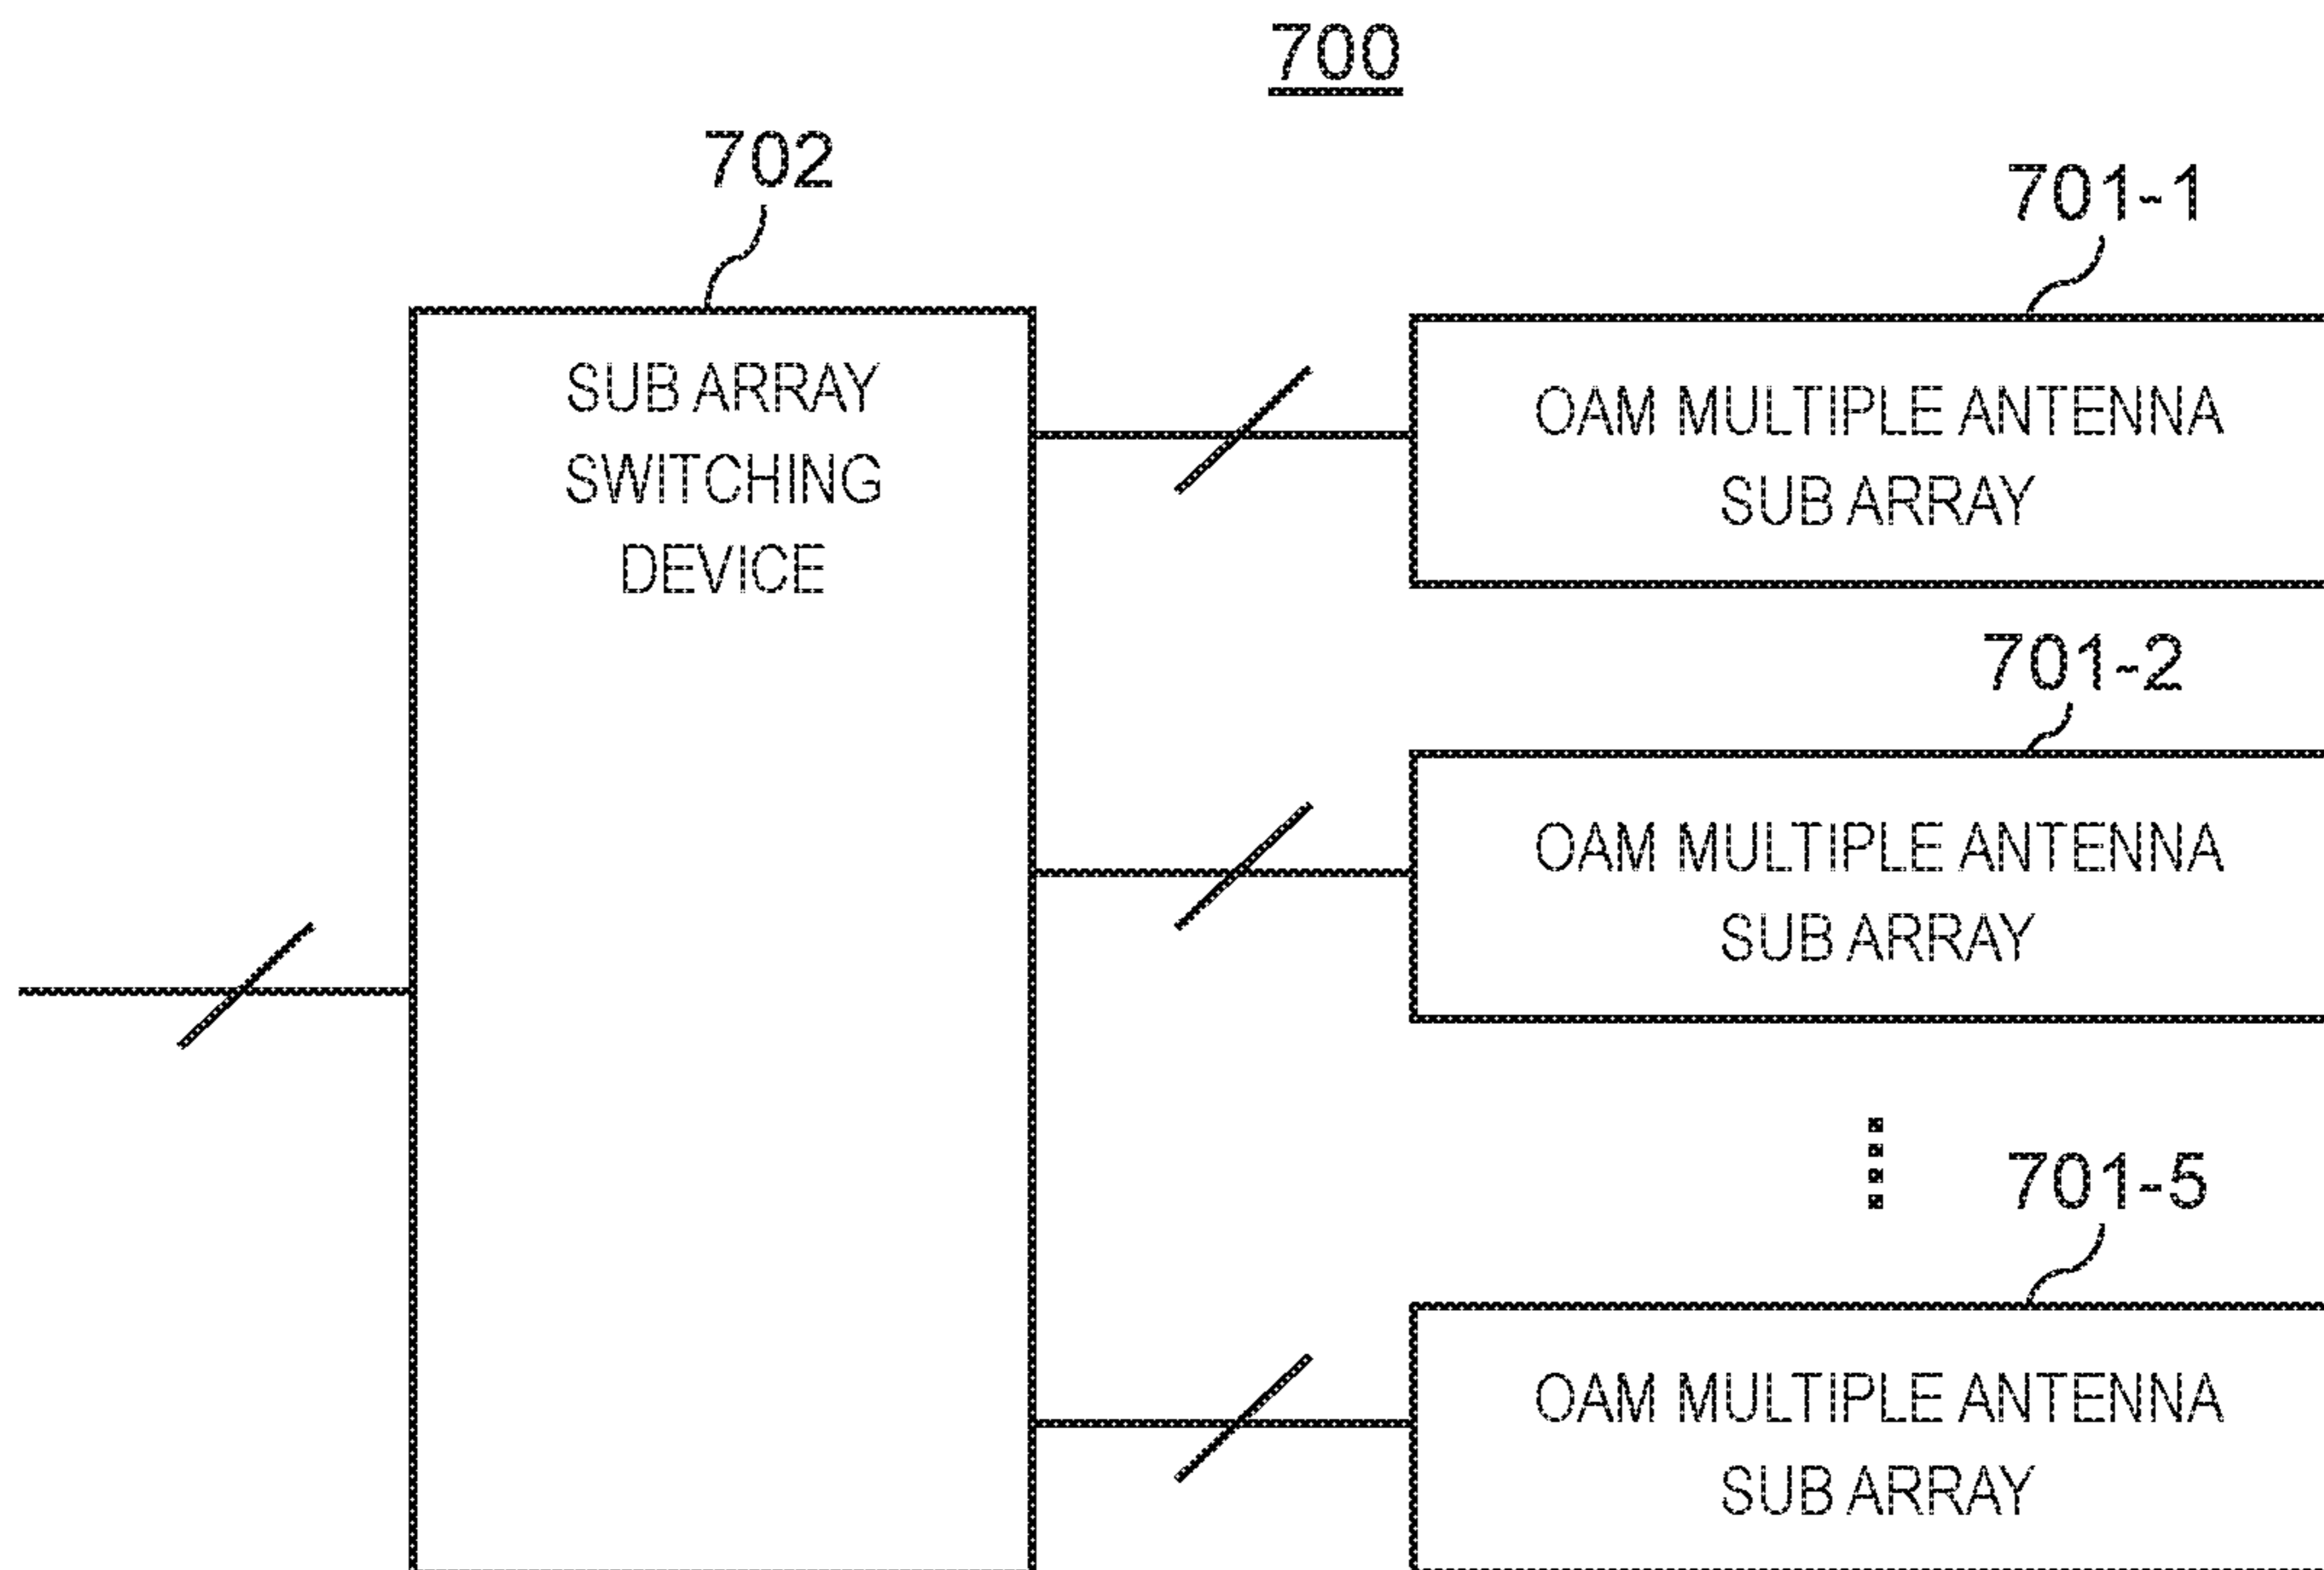 700
702
701-1
SUB ARRAY
SWITCHING
DEVICE
OAM MULTIPLE ANTENNA
SUB ARRAY
701-2
OAM MULTIPLE ANTENNA
SUB ARRAY
701-5
OAM MULTIPLE ANTENNA
SUB ARRAY